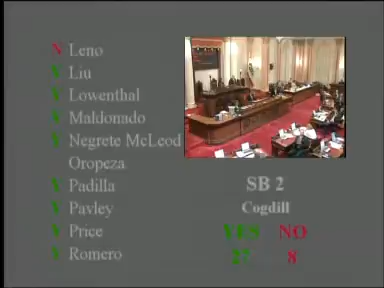 N Leno
Y Liu
Y Lowenthal
Y Maldonado
Y Negrete McLeod
Oropeza
Y Padilla
Y Pavley
Y Price
Y Romero
SB 2
Cogdill
YES NO
27 8